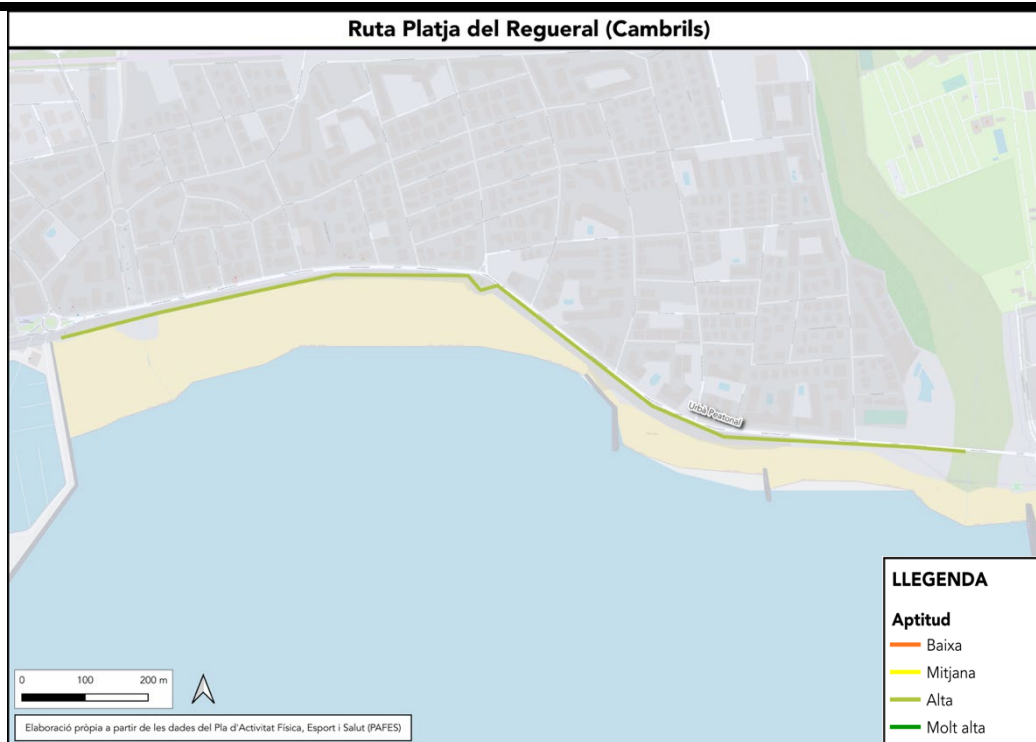 Ruta Platja del Regueral (Cambrils)
Urbà Peatonal
LLEGENDA
Aptitud
Baixa
Mitjana
Alta
Molt alta
0 100 200 m
Elaboració pròpia a partir de les dades del Pla d'Activitat Física, Esport i Salut (PAFES)